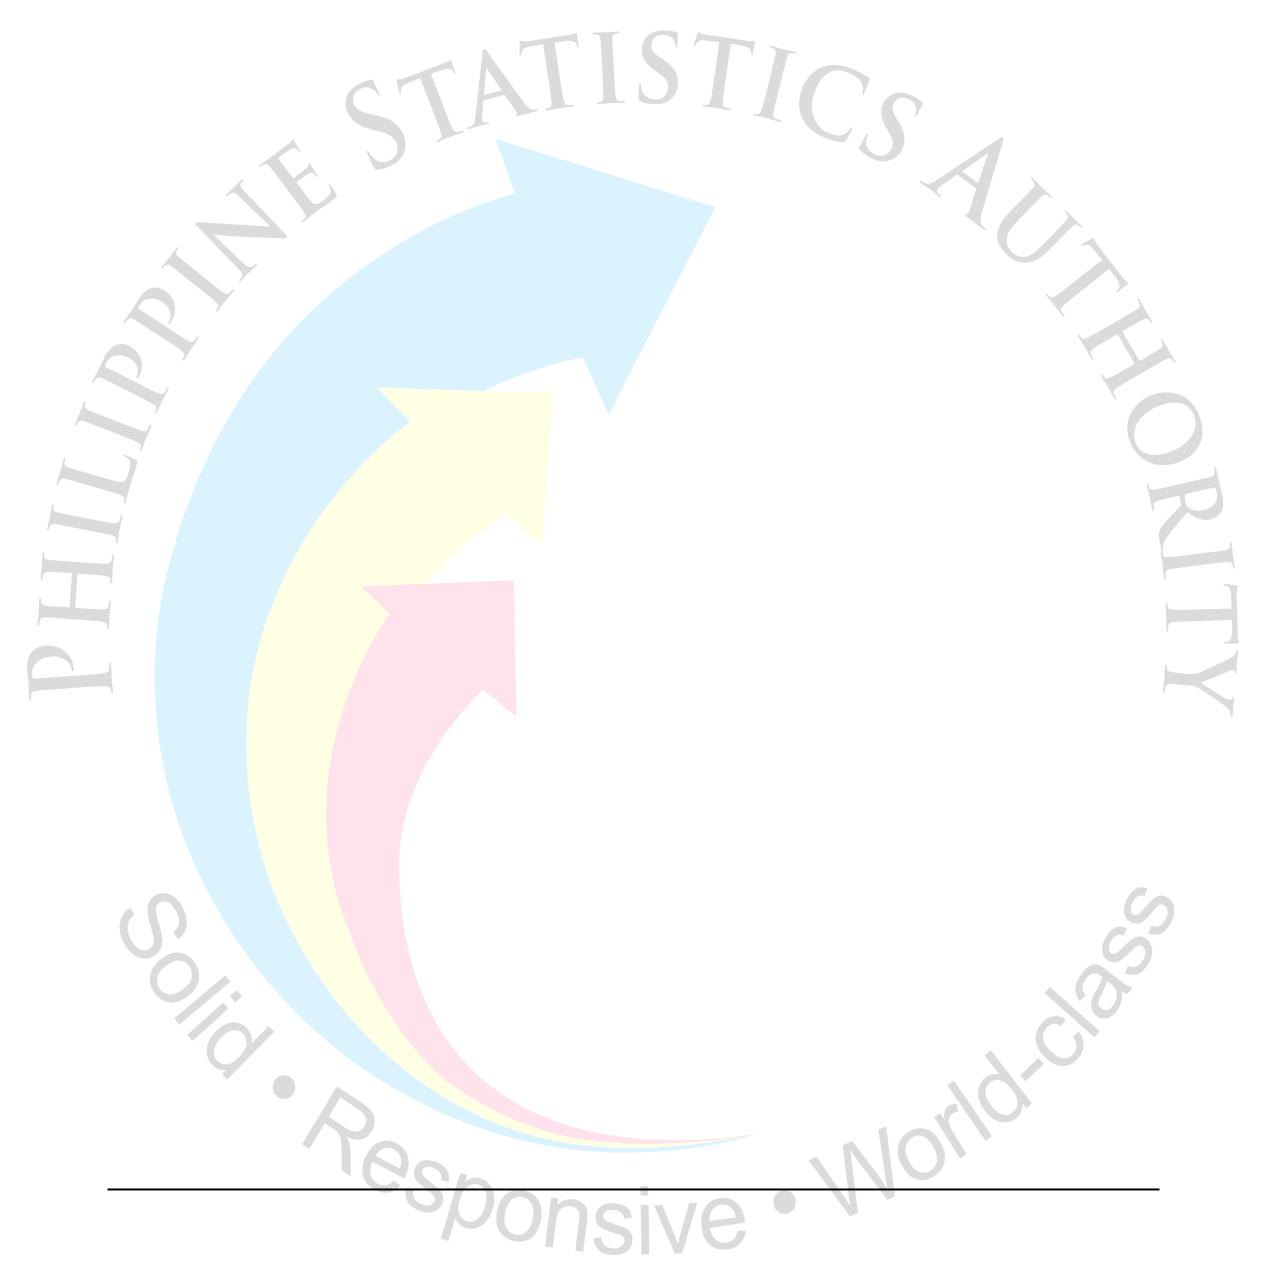 PHILIPPINE STATISTICS AUTHORITY
Solid • Responsive • World-class